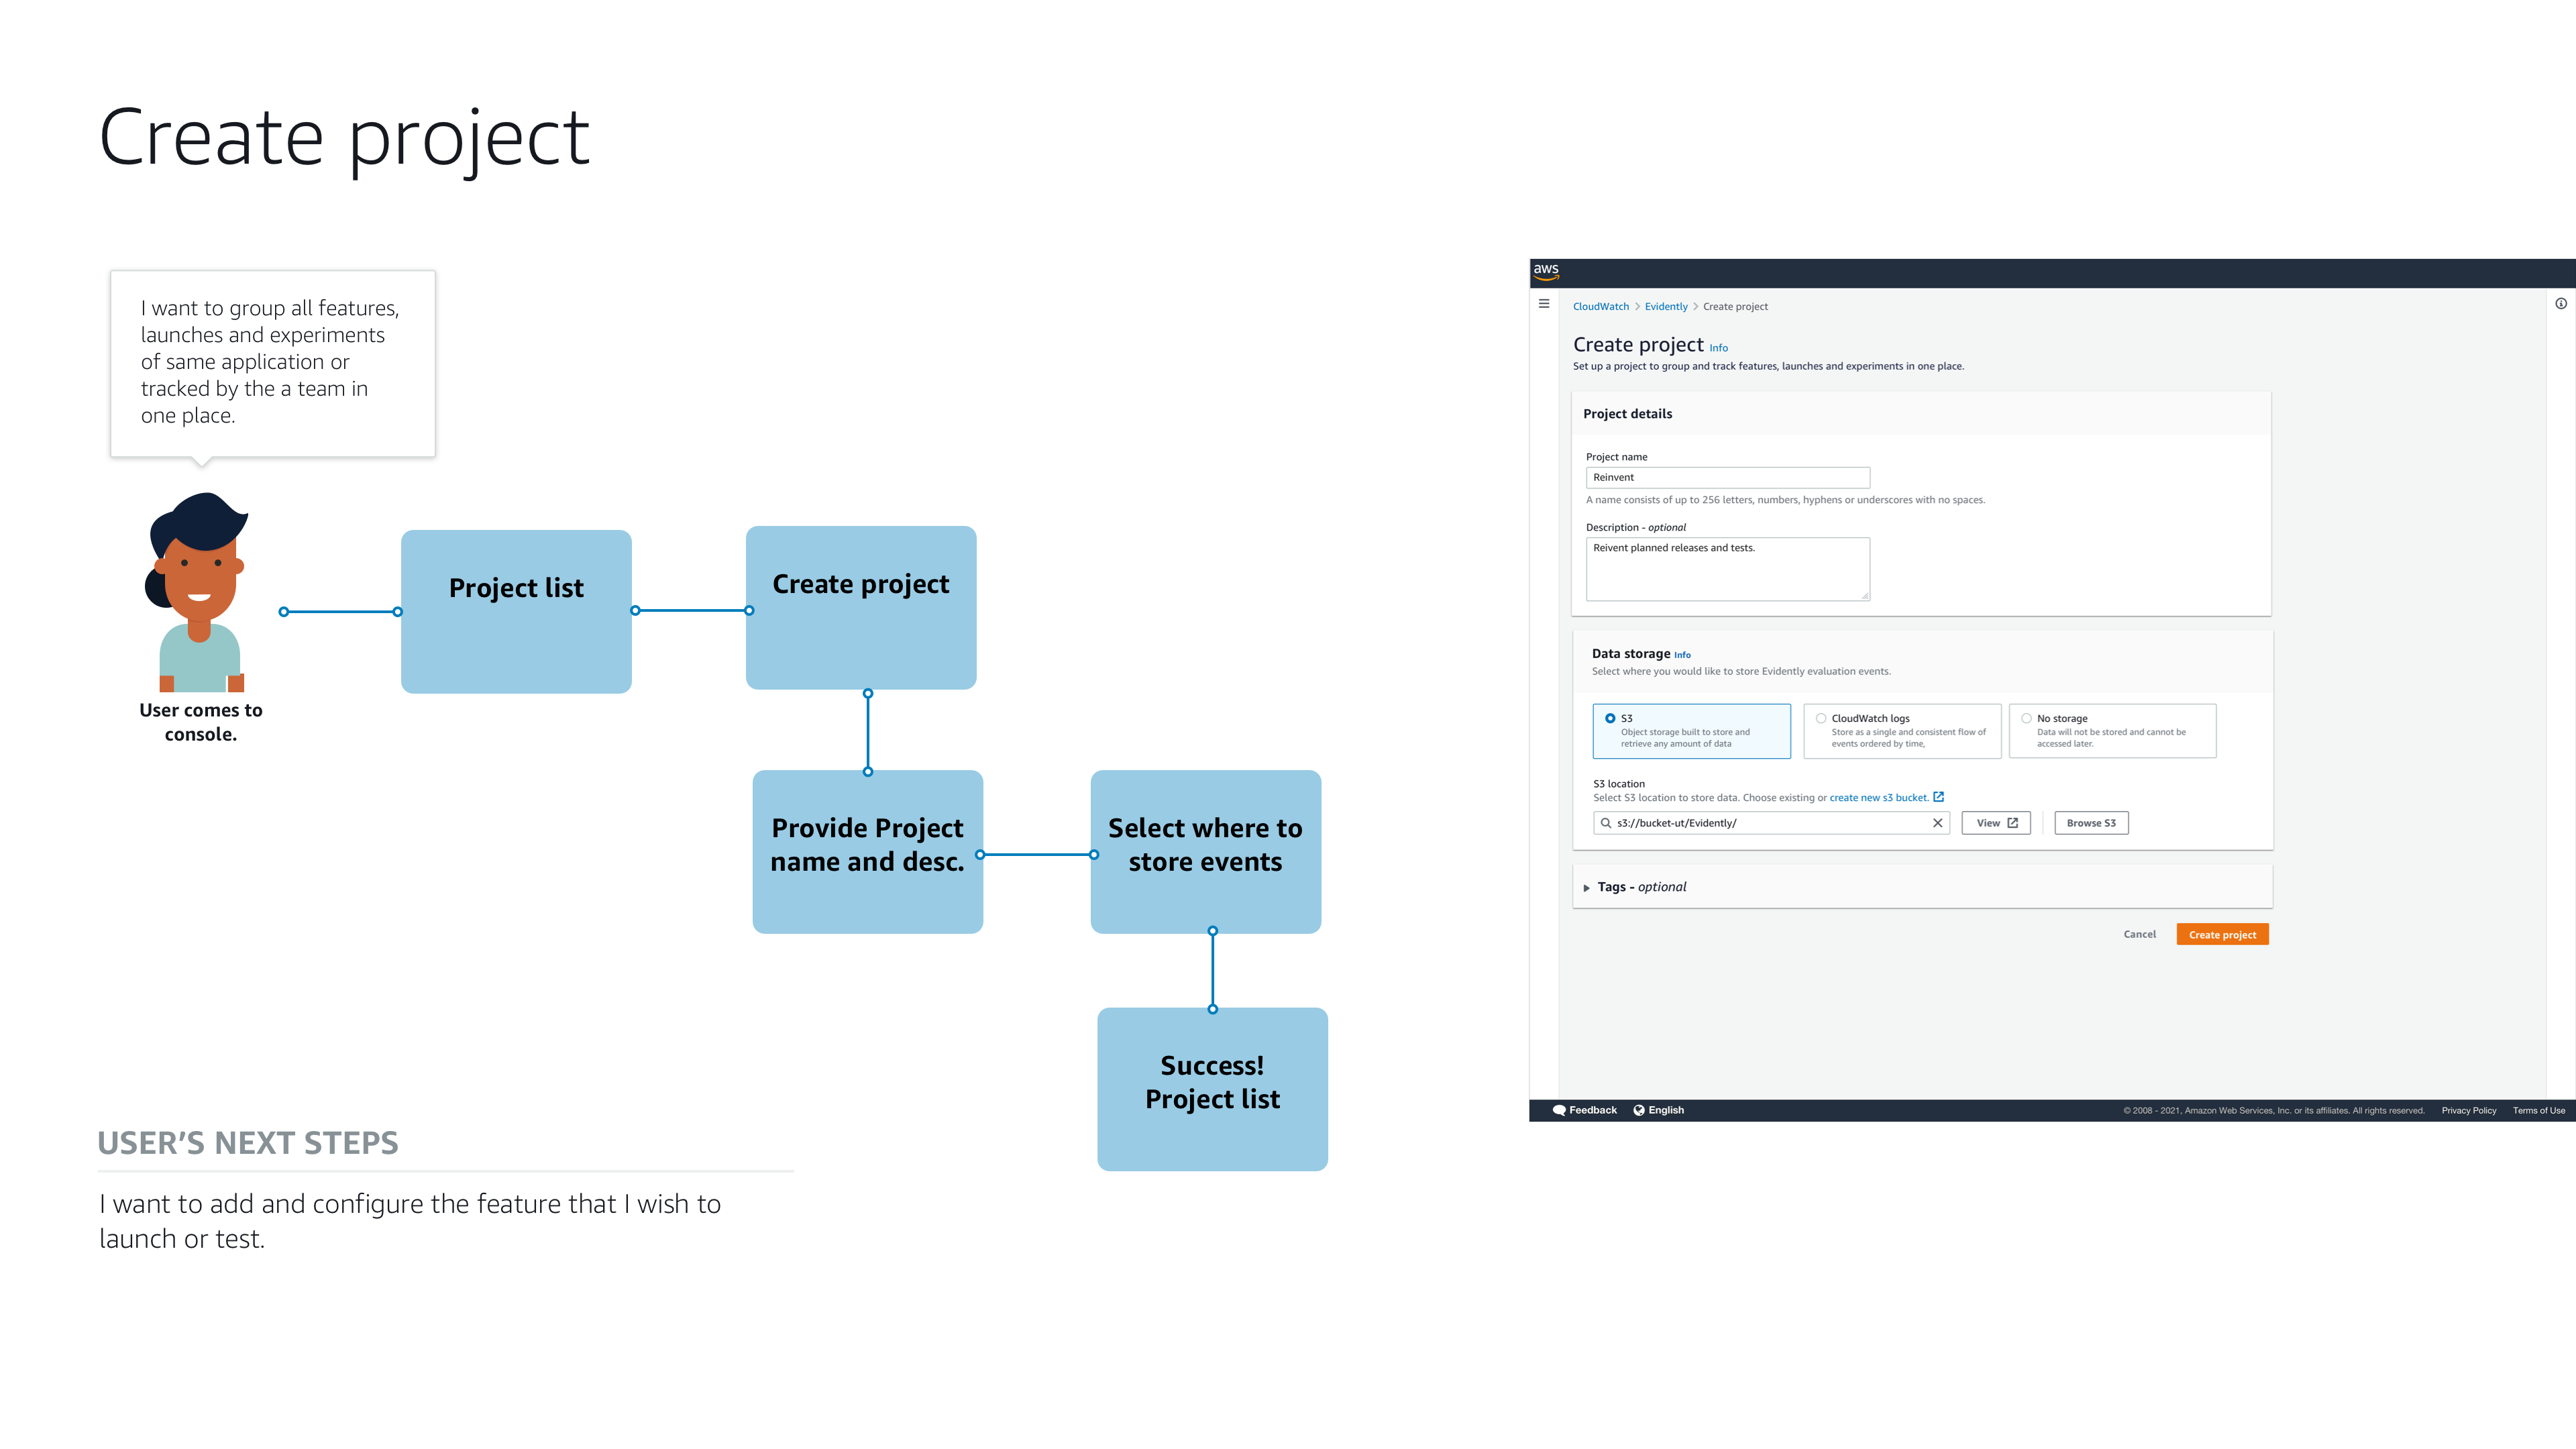 Create project
I want to group all features,
launches and experiments
of same application or
tracked by the a team in
one place.
User comes to
console.
Project list
Create project
Provide Project
name and desc.
Select where to
store events
Success!
Project list
USER’S NEXT STEPS
I want to add and configure the feature that I wish to
launch or test.
aws
CloudWatch > Evidently > Create project
Create project Info
Set up a project to group and track features, launches and experiments in one place.
Project details
Project name
Reinvent
A name consists of up to 256 letters, numbers, hyphens or underscores with no spaces.
Description - optional
Reivent planned releases and tests.
Data storage Info
Select where you would like to store Evidently evaluation events.
S3
Object storage built to store and
retrieve any amount of data
CloudWatch logs
Store as a single and consistent flow of
events ordered by time,
No storage
Data will not be stored and cannot be
accessed later.
S3 location
Select S3 location to store data. Choose existing or create new s3 bucket.
s3://bucket-ut/Evidently/
View
Browse S3
Tags - optional
Cancel
Create project
Feedback English © 2008 - 2021, Amazon Web Services, Inc. or its affiliates. All rights reserved. Privacy Policy Terms of Use